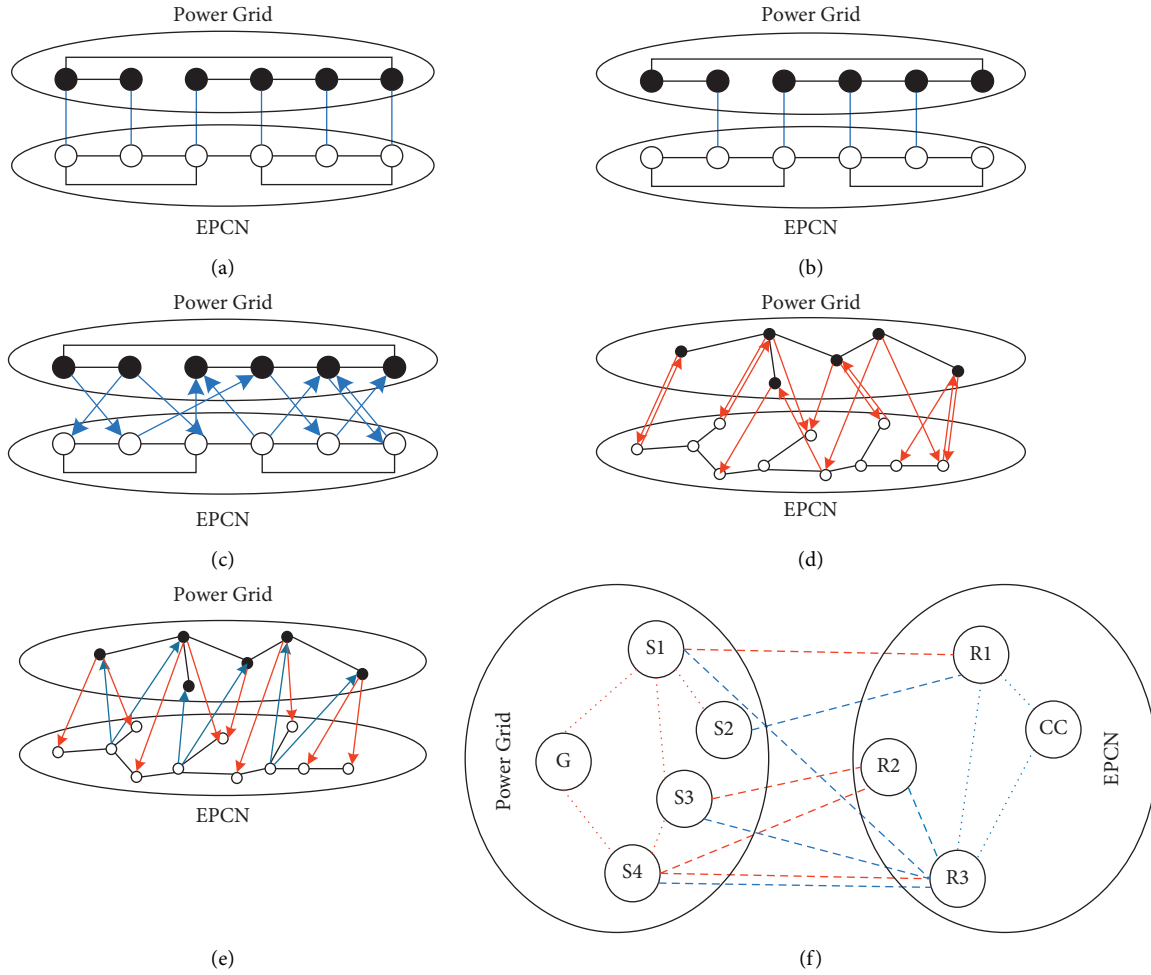 Power Grid
EPCN
(a)
Power Grid
EPCN
(b)
Power Grid
EPCN
(c)
Power Grid
EPCN
(d)
Power Grid
EPCN
(e)
Power Grid
S1
S2
G
S3
S4
R1
CC
R2
R3
EPCN
(f)